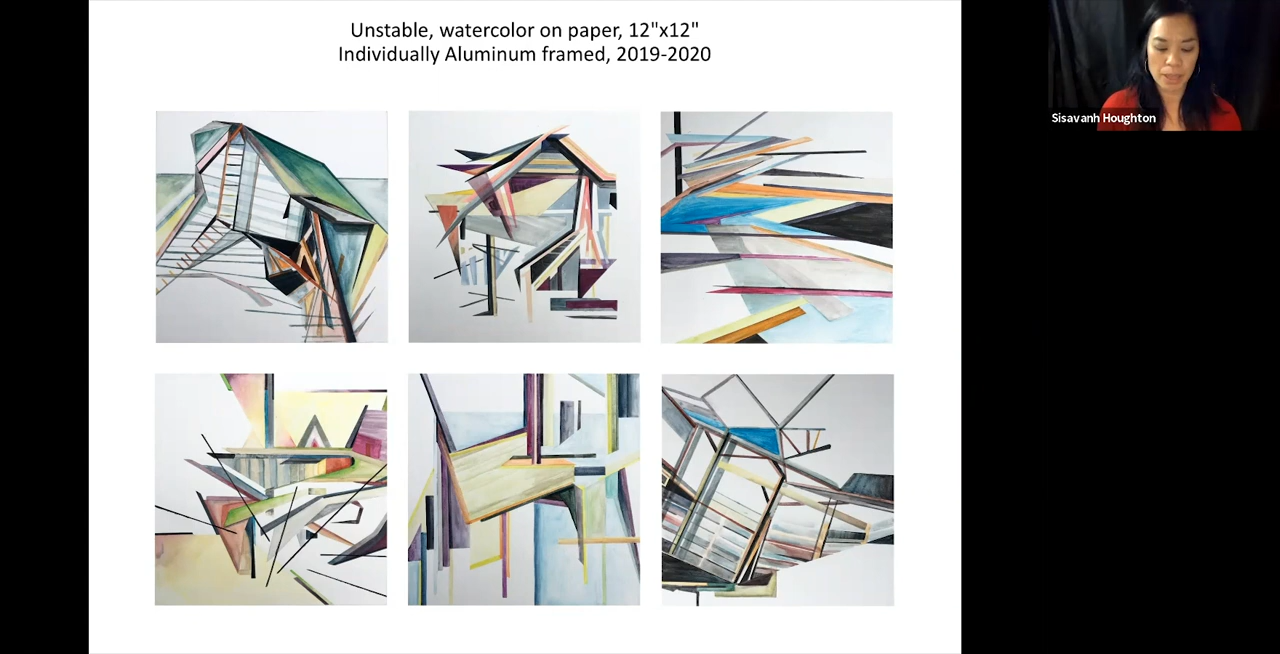 Unstable, watercolor on paper, 12"x12"
Individually Aluminum framed, 2019-2020
Sisavanh Houghton